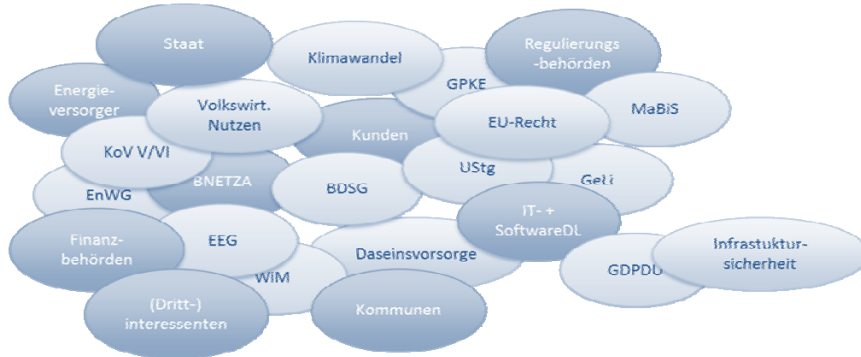 Staat
Klimawandel
Regulierungs
-behörden
GPKE
Energie-
versorger
Volkswirt.
Nutzen
MaBiS
EU-Recht
Kunden
KoV V/VI
UStg
BNETZA
BDSG
GeLi
EnWG
IT- +
SoftwareDL
Finanz-
behörden
EEG
Daseinsvorsorge
Infrastuktur-
sicherheit
GDPDU
WiM
(Dritt-)
interessenten
Kommunen